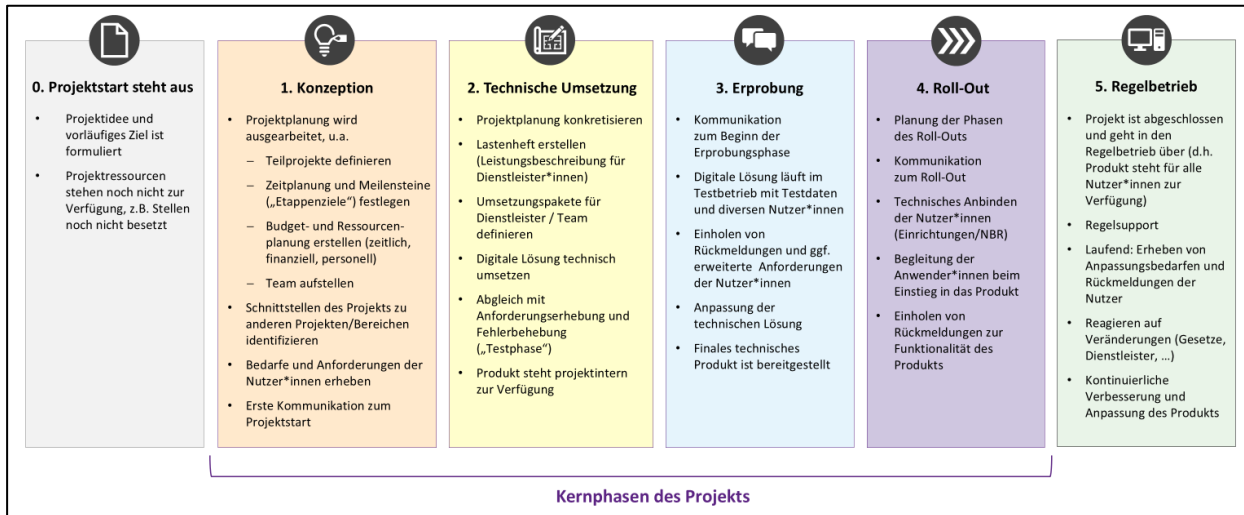 0. Projektstart steht aus
• Projektidee und
vorläufiges Ziel ist
formuliert
• Projektressourcen
stehen noch nicht zur
Verfügung, z.B. Stellen
noch nicht besetzt
1. Konzeption
• Projektplanung wird
ausgearbeitet, u.a.
– Teilprojekte definieren
– Zeitplanung und Meilensteine
(„Etappenziele“) festlegen
– Budget- und Ressourcen-
planung erstellen (zeitlich,
finanziell, personell)
– Team aufstellen
• Schnittstellen des Projekts zu
anderen Projekten/Bereichen
identifizieren
• Bedarfe und Anforderungen der
Nutzer*innen erheben
• Erste Kommunikation zum
Projektstart
2. Technische Umsetzung
• Projektplanung konkretisieren
• Lastenheft erstellen
(Leistungsbeschreibung für
Dienstleister*innen)
• Umsetzungspakete für
Dienstleister / Team
definieren
• Digitale Lösung technisch
umsetzen
• Abgleich mit
Anforderungserhebung und
Fehlerbehebung
(„Testphase“)
• Produkt steht projektintern
zur Verfügung
3. Erprobung
• Kommunikation
zum Beginn der
Erprobungsphase
• Digitale Lösung läuft im
Testbetrieb mit Testdaten
und diversen Nutzer*innen
• Einholen von
Rückmeldungen und ggf.
erweiterte Anforderungen
der Nutzer*innen
• Anpassung der
technischen Lösung
• Finales technisches
Produkt ist bereitgestellt
4. Roll-Out
• Planung der Phasen
des Roll-Outs
• Kommunikation
zum Roll-Out
• Technisches Anbinden
der Nutzer*innen
(Einrichtungen/NBR)
• Begleitung der
Anwender*innen beim
Einstieg in das Produkt
• Einholen von
Rückmeldungen zur
Funktionalität des
Produkts
5. Regelbetrieb
• Projekt ist abgeschlossen
und geht in den
Regelbetrieb über (d.h.
Produkt steht für alle
Nutzer*innen zur
Verfügung)
• Regelsupport
• Laufend: Erheben von
Anpassungsbedarfen und
Rückmeldungen der
Nutzer
• Reagieren auf
Veränderungen (Gesetze,
Dienstleister, …)
• Kontinuierliche
Verbesserung und
Anpassung des Produkts
Kernphasen des Projekts